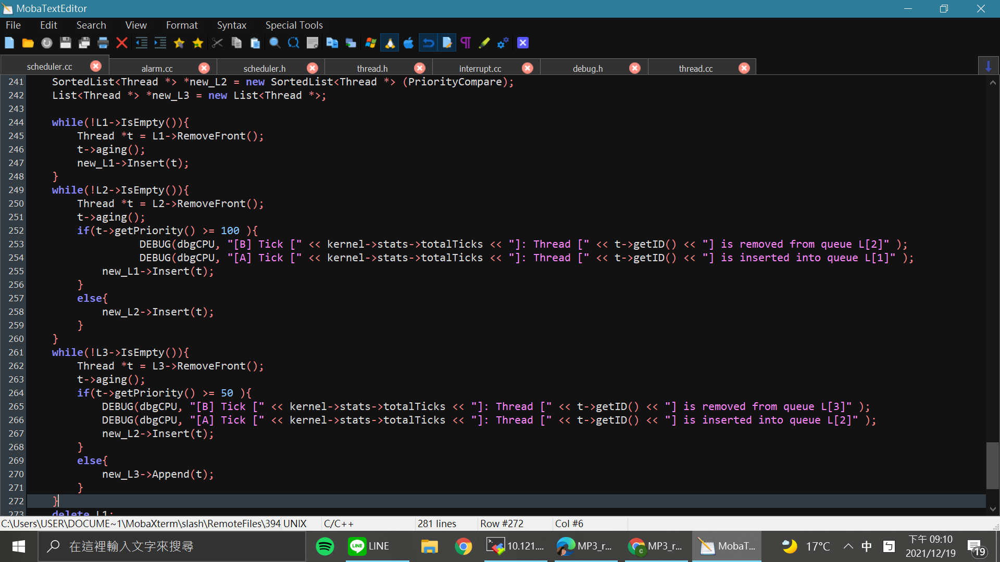 MobaTextEditor
File Edit Search View Format Syntax Special Tools
scheduler.cc alarm.cc scheduler.h thread.h interrupt.cc debug.h thread.cc
241 SortedList<Thread *> *new_L2 = new SortedList<Thread *> (PriorityCompare);
242 List<Thread *> *new_L3 = new List<Thread *>;
243
244 while(!L1->IsEmpty()){
245 Thread *t = L1->RemoveFront();
246 t->aging();
247 new_L1->Insert(t);
248 }
249 while(!L2->IsEmpty()){
250 Thread *t = L2->RemoveFront();
251 t->aging();
252 if(t->getPriority() >= 100 ){
253 DEBUG(dbgCPU, "[B] Tick [" << kernel->stats->totalTicks << "]: Thread [" << t->getID() << "] is removed from queue L[2]" );
254 DEBUG(dbgCPU, "[A] Tick [" << kernel->stats->totalTicks << "]: Thread [" << t->getID() << "] is inserted into queue L[1]" );
255 new_L1->Insert(t);
256 }
257 else{
258 new_L2->Insert(t);
259 }
260 }
261 while(!L3->IsEmpty()){
262 Thread *t = L3->RemoveFront();
263 t->aging();
264 if(t->getPriority() >= 50 ){
265 DEBUG(dbgCPU, "[B] Tick [" << kernel->stats->totalTicks << "]: Thread [" << t->getID() << "] is removed from queue L[3]" );
266 DEBUG(dbgCPU, "[A] Tick [" << kernel->stats->totalTicks << "]: Thread [" << t->getID() << "] is inserted into queue L[2]" );
267 new_L2->Insert(t);
268 }
269 else{
270 new_L3->Append(t);
271 }
272 }
273 delete L1;
C:\Users\USER\DOCUME~1\MobaXterm\slash\RemoteFiles\394 UNIX C/C++ 281 lines Row #272 Col #6
在這裡輸入文字來搜尋 LINE LINE 10.121.... MP3_r... MP3_r... MobaT... 17°C 中 ㄅ 下午 09:10
2021/12/19 19